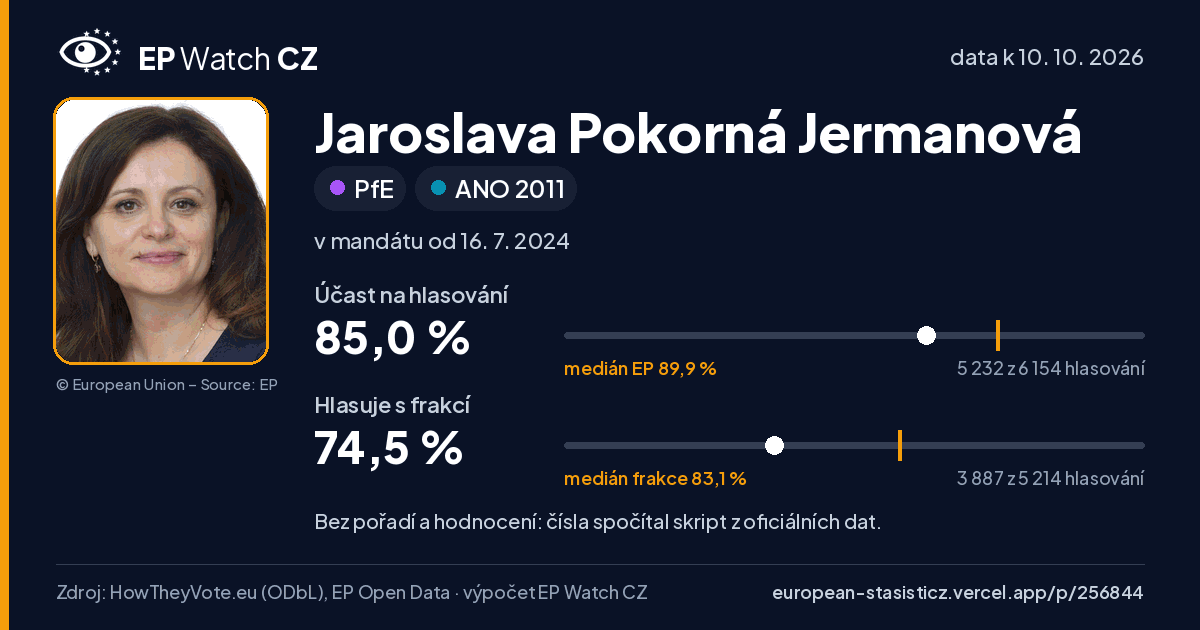 EP Watch CZ
data k 10. 10. 2026
Jaroslava Pokorná Jermanová
PfE
ANO 2011
v mandátu od 16. 7. 2024
Účast na hlasování
85,0 %
medián EP 89,9 %
5 232 z 6 154 hlasování
© European Union – Source: EP
Hlasuje s frakcí
74,5 %
medián frakce 83,1 %
3 887 z 5 214 hlasování
Bez pořadí a hodnocení: čísla spočítal skript z oficiálních dat.
Zdroj: HowTheyVote.eu (ODbL), EP Open Data · výpočet EP Watch CZ
european-stasisticz.vercel.app/p/256844